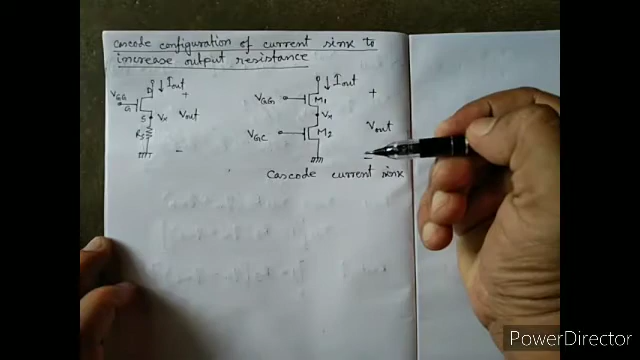 Cascode configuration of current sink to
increase output resistance
VGG
G
D
Iout
+
S
Vx
Vout
Rs
-
VGG
M1
Iout
+
Vx
VGC
M2
Vout
-
Cascode current sink
PowerDirector